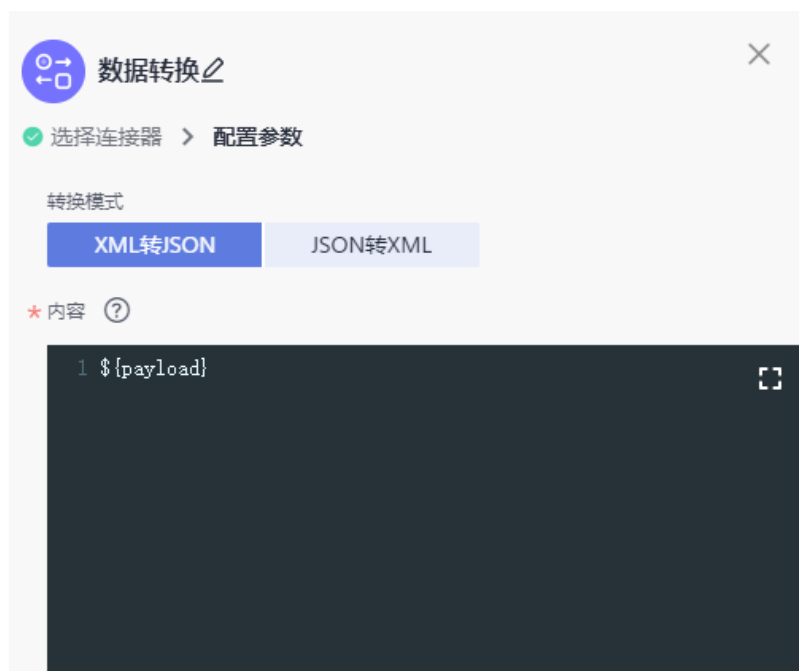 数据转换
选择连接器 > 配置参数
转换模式
XML转JSON JSON转XML
* 内容 ?
1 ${payload}